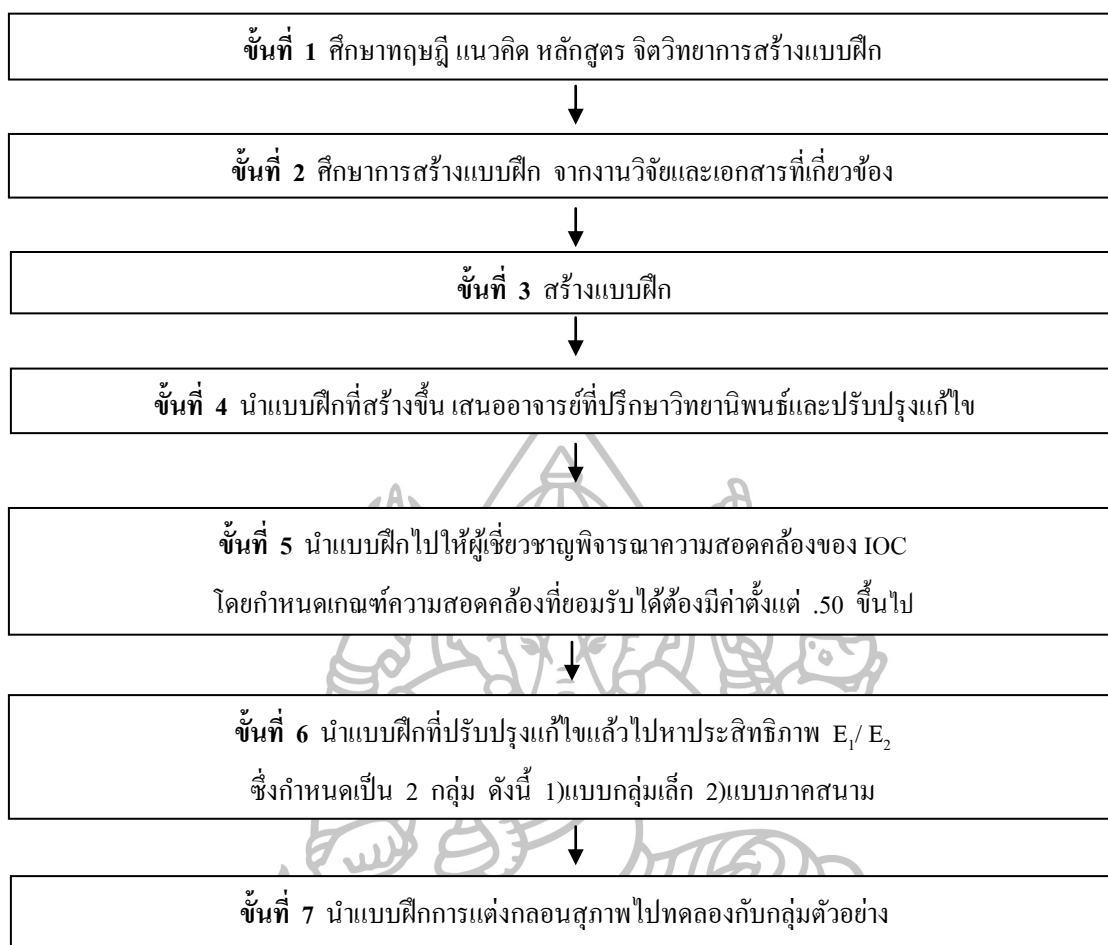 ขั้นที่ 1 ศึกษาทฤษฎี แนวคิด หลักสูตร จิตวิทยาการสร้างแบบฝึก
ขั้นที่ 2 ศึกษาการสร้างแบบฝึก จากงานวิจัยและเอกสารที่เกี่ยวข้อง
ขั้นที่ 3 สร้างแบบฝึก
ขั้นที่ 4 นำแบบฝึกที่สร้างขึ้น เสนออาจารย์ที่ปรึกษาวิทยานิพนธ์และปรับปรุงแก้ไข
ขั้นที่ 5 นำแบบฝึกไปให้ผู้เชี่ยวชาญพิจารณาความสอดคล้องของ IOC
โดยกำหนดเกณฑ์ความสอดคล้องที่ยอมรับได้ต้องมีค่าตั้งแต่ .50 ขึ้นไป
ขั้นที่ 6 นำแบบฝึกที่ปรับปรุงแก้ไขแล้วไปหาประสิทธิภาพ E₁/ E₂
ซึ่งกำหนดเป็น 2 กลุ่ม ดังนี้ 1)แบบกลุ่มเล็ก 2)แบบภาคสนาม
ขั้นที่ 7 นำแบบฝึกการแต่งกลอนสุภาพไปทดลองกับกลุ่มตัวอย่าง